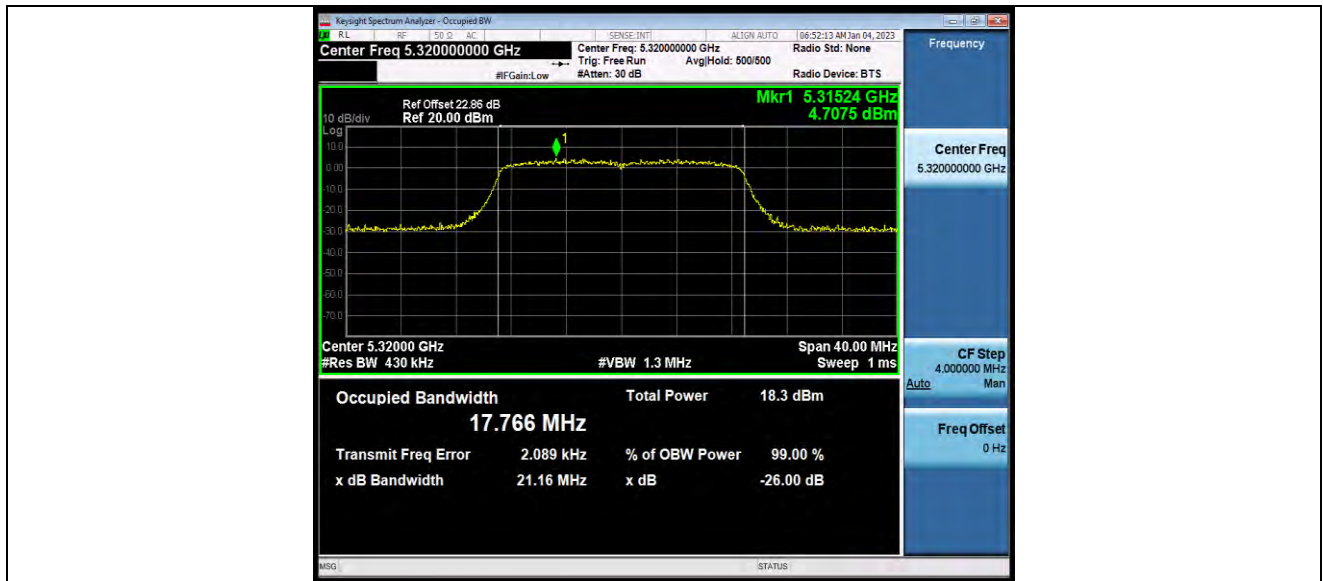 Keysight Spectrum Analyzer - Occupied BW
RL RF 50 Ω AC SENSE:INT ALIGN AUTO 06:52:13 AM Jan 04, 2023
Center Freq 5.320000000 GHz
Center Freq: 5.320000000 GHz Radio Std: None
Trig: Free Run Avg|Hold: 500/500
#IFGain:Low #Atten: 30 dB Radio Device: BTS
Mkr1 5.31524 GHz
4.7075 dBm
Ref Offset 22.86 dB
10 dB/div Ref 20.00 dBm
Log
10.0
0.00
-10.0
-20.0
-30.0
-40.0
-50.0
-60.0
-70.0
1
Center 5.32000 GHz Span 40.00 MHz
#Res BW 430 kHz #VBW 1.3 MHz Sweep 1 ms
Occupied Bandwidth Total Power 18.3 dBm
17.766 MHz
Transmit Freq Error 2.089 kHz % of OBW Power 99.00 %
x dB Bandwidth 21.16 MHz x dB -26.00 dB
MSG STATUS
Frequency
Center Freq
5.320000000 GHz
CF Step
4.000000 MHz
Auto Man
Freq Offset
0 Hz